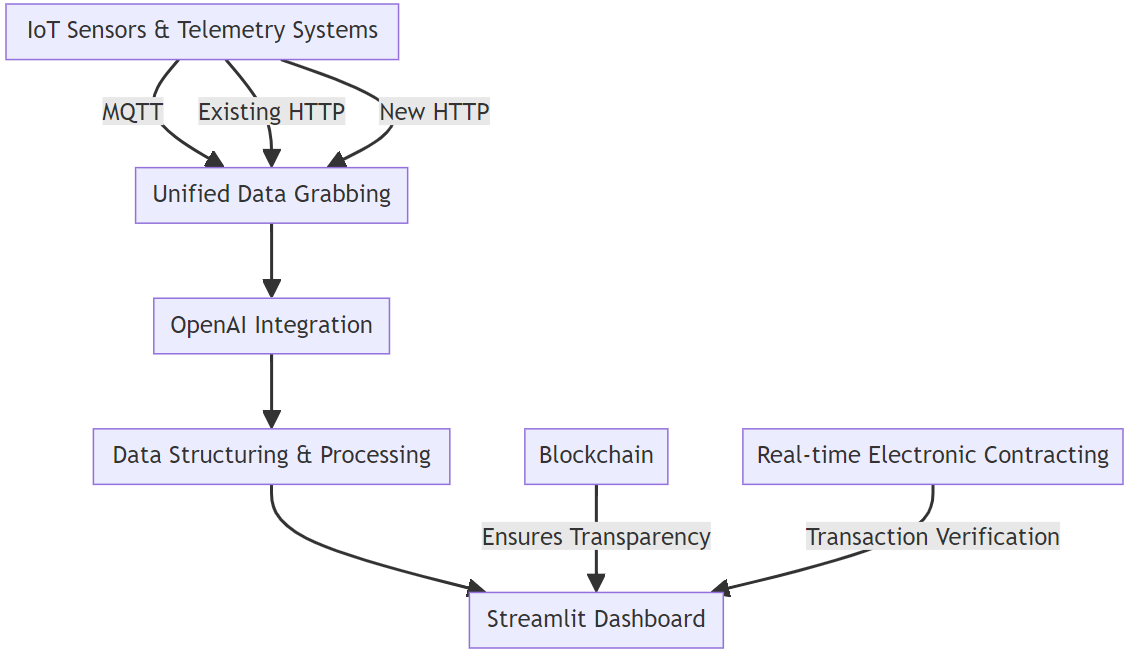 IoT Sensors & Telemetry Systems
MQTT
Existing HTTP
New HTTP
Unified Data Grabbing
OpenAI Integration
Data Structuring & Processing
Blockchain
Real-time Electronic Contracting
Ensures Transparency
Transaction Verification
Streamlit Dashboard